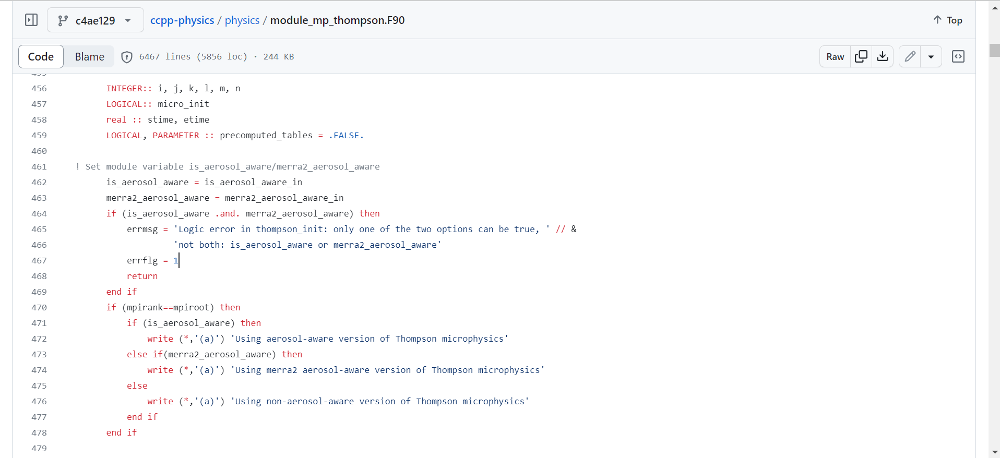 c4ae129 ccpp-physics / physics / module_mp_thompson.F90 Top
Code Blame 6467 lines (5856 loc) · 244 KB Raw
455
456 INTEGER:: i, j, k, l, m, n
457 LOGICAL:: micro_init
458 real :: stime, etime
459 LOGICAL, PARAMETER :: precomputed_tables = .FALSE.
460
461 ! Set module variable is_aerosol_aware/merra2_aerosol_aware
462 is_aerosol_aware = is_aerosol_aware_in
463 merra2_aerosol_aware = merra2_aerosol_aware_in
464 if (is_aerosol_aware .and. merra2_aerosol_aware) then
465 errmsg = 'Logic error in thompson_init: only one of the two options can be true, ' // &
466 'not both: is_aerosol_aware or merra2_aerosol_aware'
467 errflg = 1
468 return
469 end if
470 if (mpirank==mpiroot) then
471 if (is_aerosol_aware) then
472 write (*,'(a)') 'Using aerosol-aware version of Thompson microphysics'
473 else if(merra2_aerosol_aware) then
474 write (*,'(a)') 'Using merra2 aerosol-aware version of Thompson microphysics'
475 else
476 write (*,'(a)') 'Using non-aerosol-aware version of Thompson microphysics'
477 end if
478 end if
479